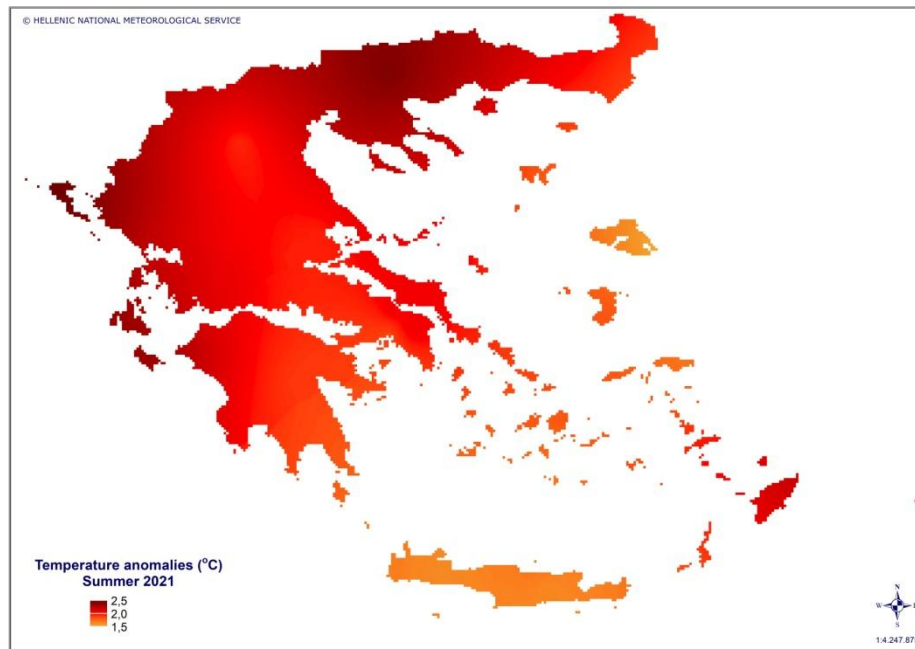 © HELLENIC NATIONAL METEOROLOGICAL SERVICE
Temperature anomalies (°C)
Summer 2021
2,5
2,0
1,5
N
W
S